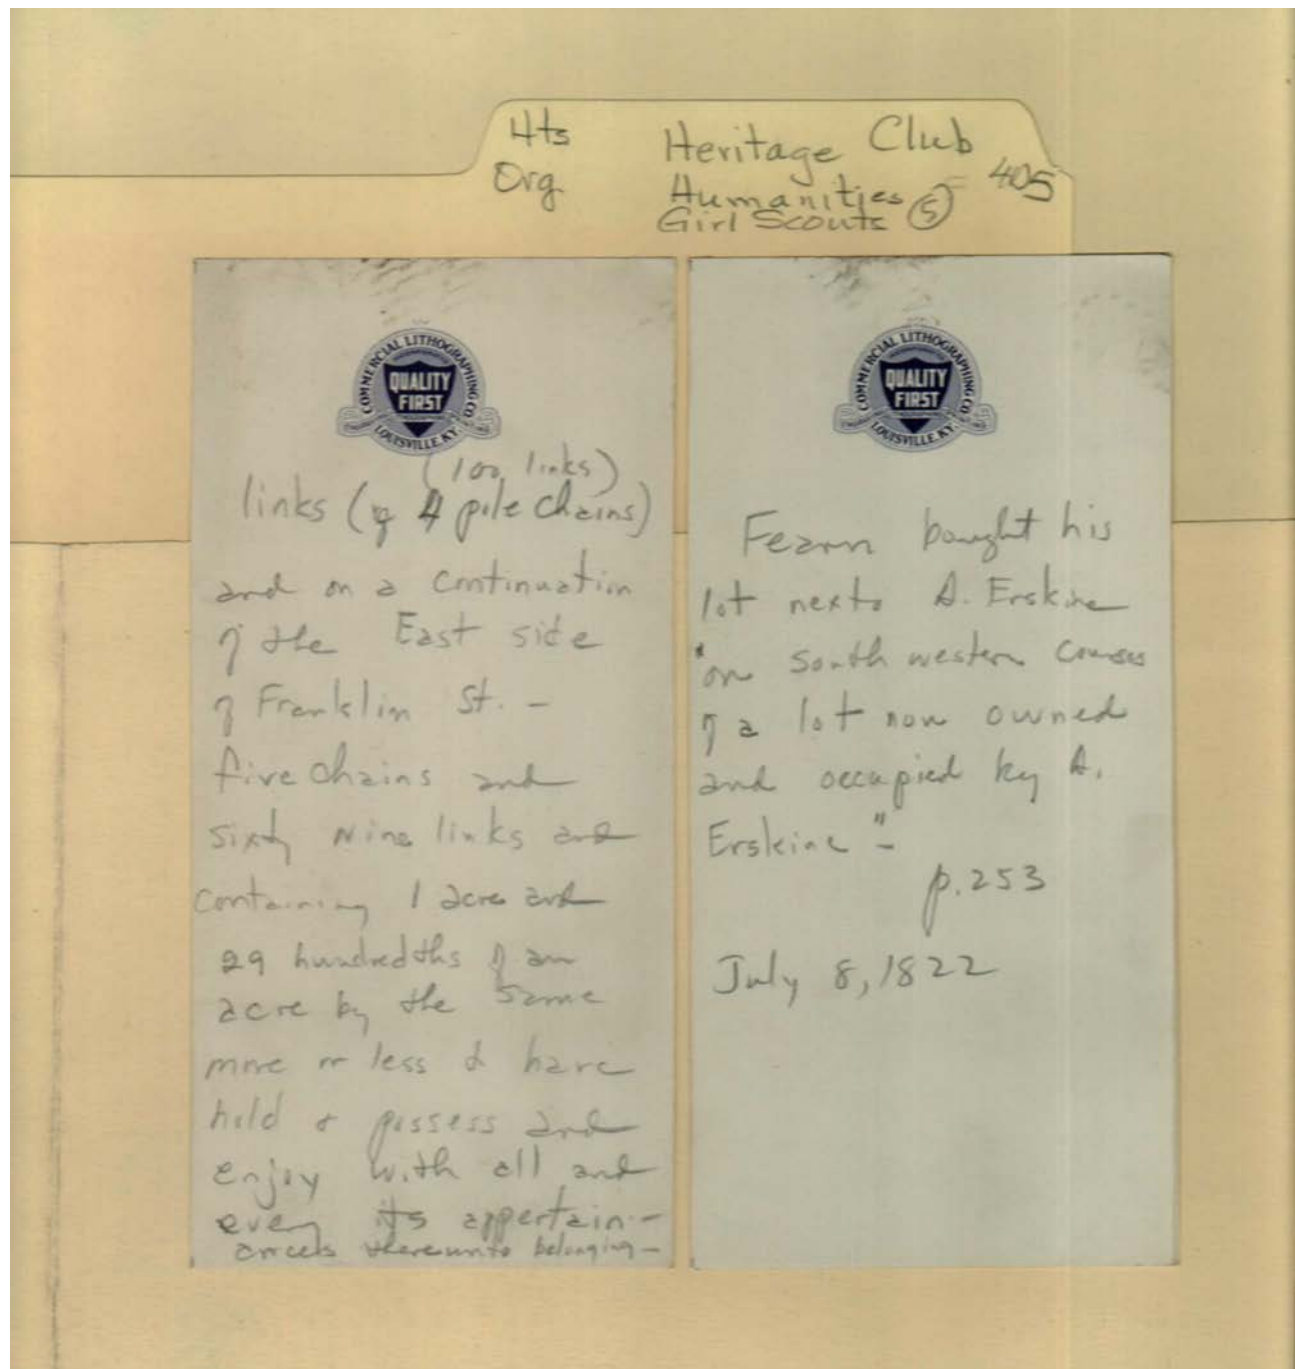 Hts Heritage Club
Org Humanities 405
Girl Scouts 5
COMMERCIAL LITHOGRAPHING CO.
QUALITY
FIRST
LOUISVILLE, KY.
(100 links)
links (of 4 pole chains)
and on a continuation
of the East side
of Franklin St. -
five chains and
sixty nine links and
containing 1 acre and
29 hundredths of an
acre by the same
more or less & have
hold & possess and
enjoy with all and
every its appertain-
ances thereunto belonging-
COMMERCIAL LITHOGRAPHING CO.
QUALITY
FIRST
LOUISVILLE, KY.
Fearn bought his
lot next to A. Erskine
"on south western courses
of a lot now owned
and occupied by A.
Erskine" -
p. 253
July 8, 1822